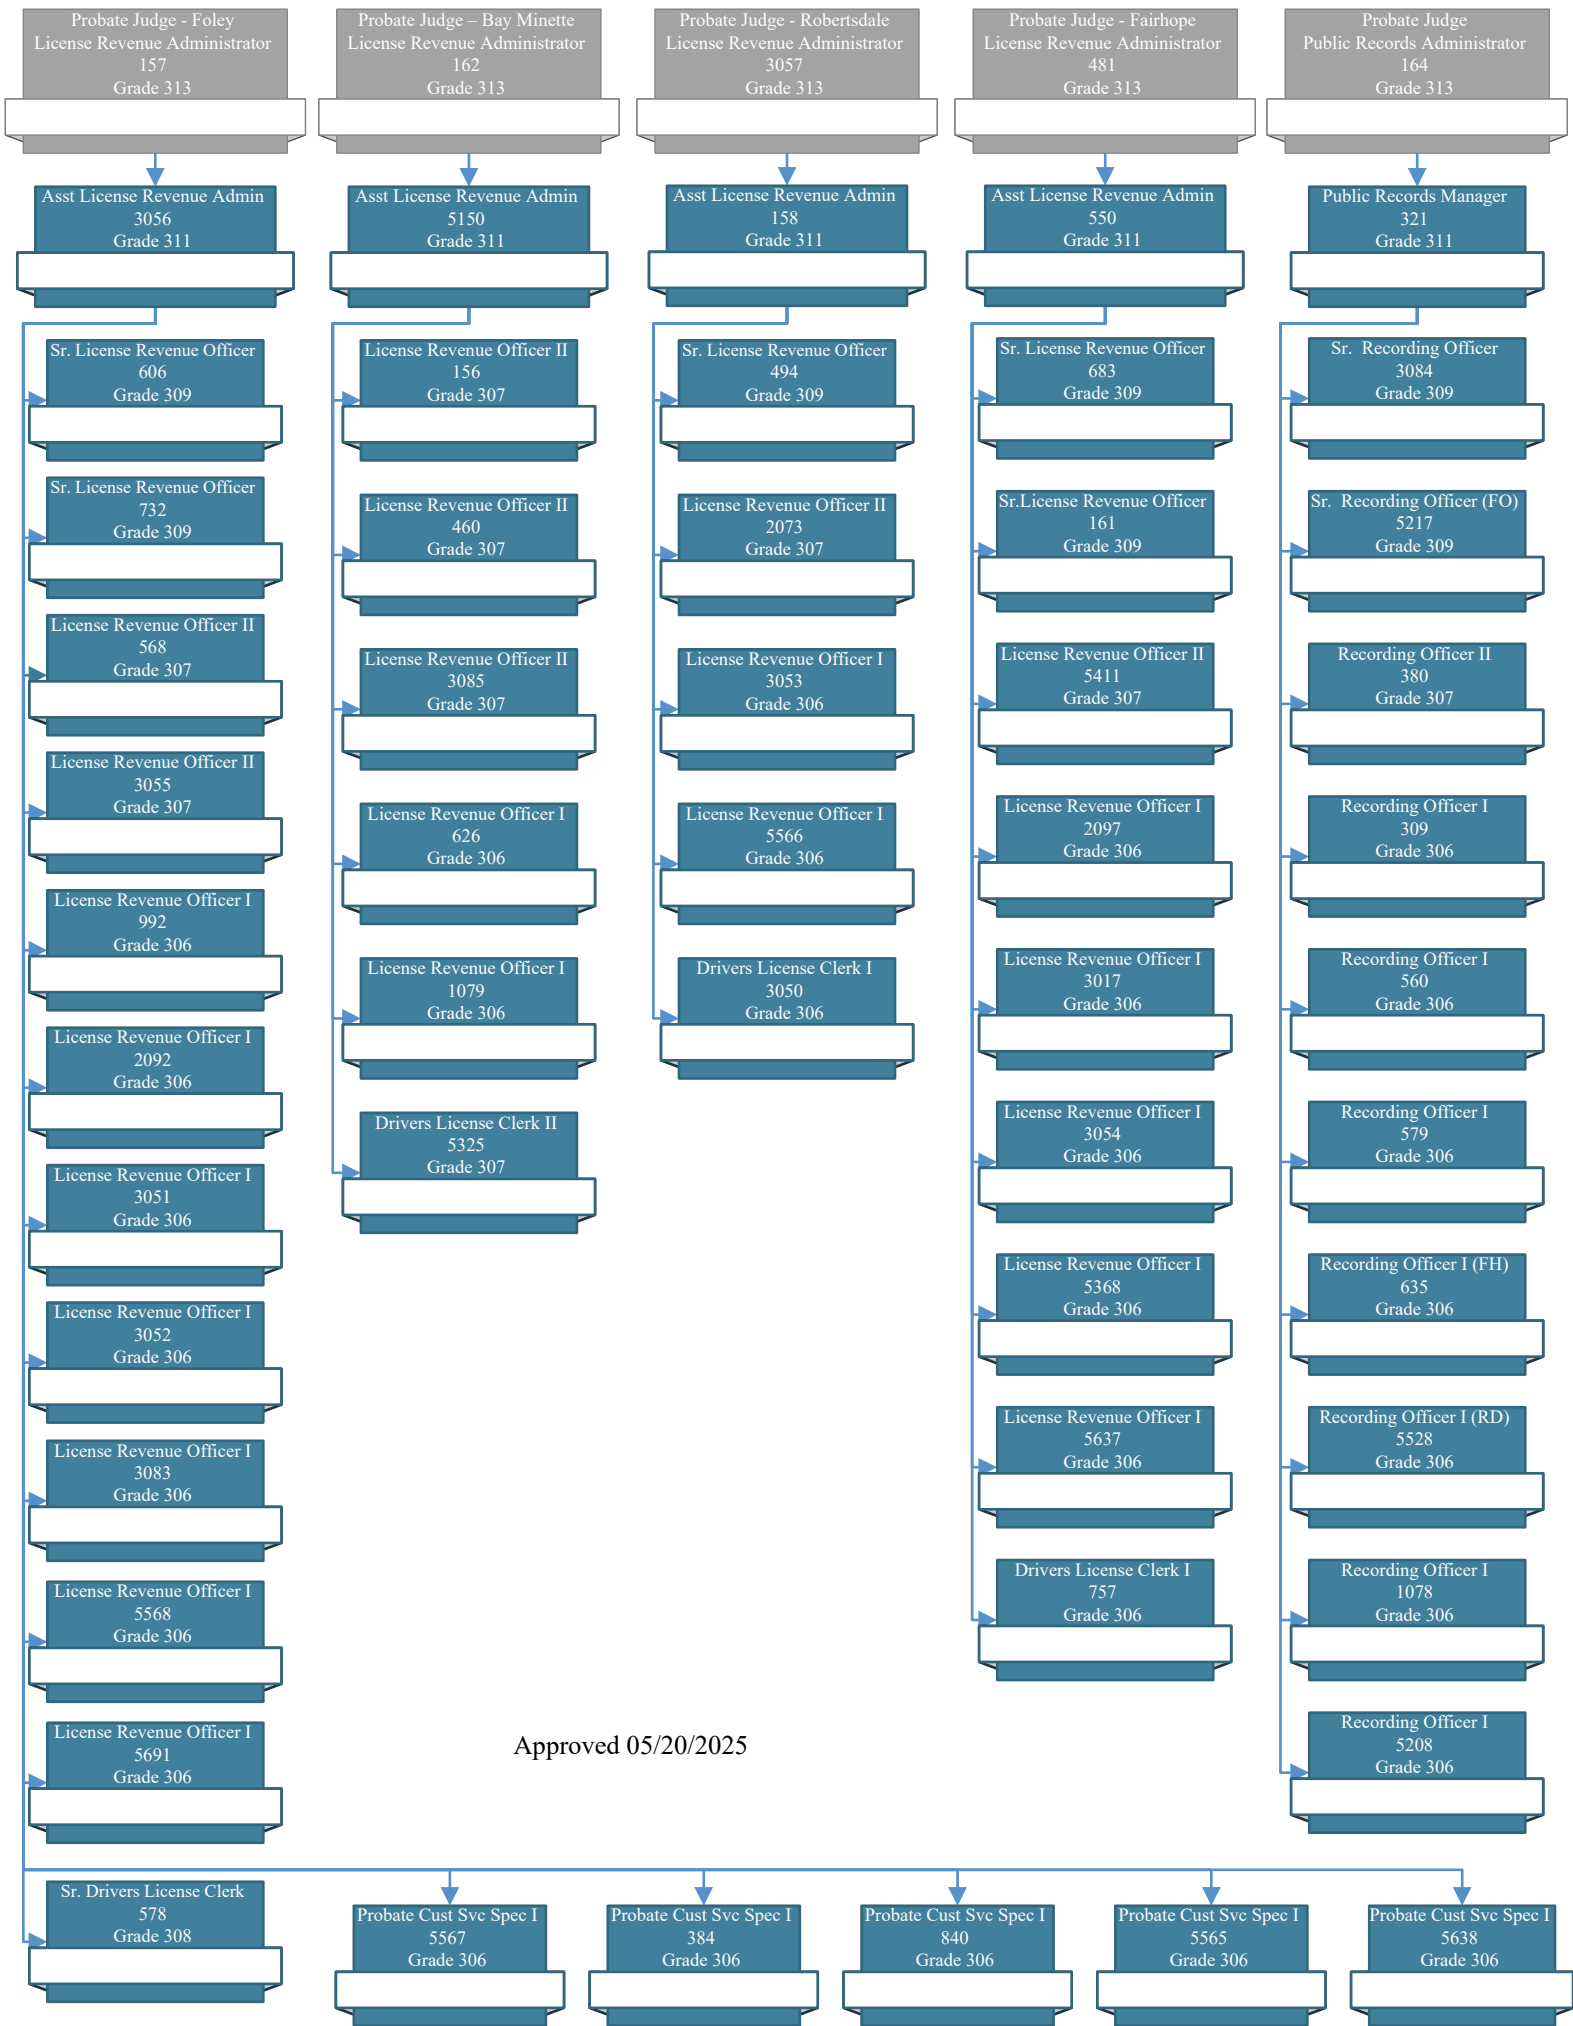 Probate Judge - Foley
License Revenue Administrator
157
Grade 313
Probate Judge – Bay Minette
License Revenue Administrator
162
Grade 313
Probate Judge - Robertsdale
License Revenue Administrator
3057
Grade 313
Probate Judge - Fairhope
License Revenue Administrator
481
Grade 313
Probate Judge
Public Records Administrator
164
Grade 313
Asst License Revenue Admin
3056
Grade 311
Asst License Revenue Admin
5150
Grade 311
Asst License Revenue Admin
158
Grade 311
Asst License Revenue Admin
550
Grade 311
Public Records Manager
321
Grade 311
Sr. License Revenue Officer
606
Grade 309
Sr. License Revenue Officer
732
Grade 309
License Revenue Officer II
568
Grade 307
License Revenue Officer II
3055
Grade 307
License Revenue Officer I
992
Grade 306
License Revenue Officer I
2092
Grade 306
License Revenue Officer I
3051
Grade 306
License Revenue Officer I
3052
Grade 306
License Revenue Officer I
3083
Grade 306
License Revenue Officer I
5568
Grade 306
License Revenue Officer I
5691
Grade 306
License Revenue Officer II
156
Grade 307
License Revenue Officer II
460
Grade 307
License Revenue Officer II
3085
Grade 307
License Revenue Officer I
626
Grade 306
License Revenue Officer I
1079
Grade 306
Drivers License Clerk II
5325
Grade 307
Sr. License Revenue Officer
494
Grade 309
License Revenue Officer II
2073
Grade 307
License Revenue Officer I
3053
Grade 306
License Revenue Officer I
5566
Grade 306
Drivers License Clerk I
3050
Grade 306
Sr. License Revenue Officer
683
Grade 309
Sr.License Revenue Officer
161
Grade 309
License Revenue Officer II
5411
Grade 307
License Revenue Officer I
2097
Grade 306
License Revenue Officer I
3017
Grade 306
License Revenue Officer I
3054
Grade 306
License Revenue Officer I
5368
Grade 306
License Revenue Officer I
5637
Grade 306
Drivers License Clerk I
757
Grade 306
Sr. Recording Officer
3084
Grade 309
Sr. Recording Officer (FO)
5217
Grade 309
Recording Officer II
380
Grade 307
Recording Officer I
309
Grade 306
Recording Officer I
560
Grade 306
Recording Officer I
579
Grade 306
Recording Officer I (FH)
635
Grade 306
Recording Officer I (RD)
5528
Grade 306
Recording Officer I
1078
Grade 306
Recording Officer I
5208
Grade 306
Approved 05/20/2025
Sr. Drivers License Clerk
578
Grade 308
Probate Cust Svc Spec I
5567
Grade 306
Probate Cust Svc Spec I
384
Grade 306
Probate Cust Svc Spec I
840
Grade 306
Probate Cust Svc Spec I
5565
Grade 306
Probate Cust Svc Spec I
5638
Grade 306